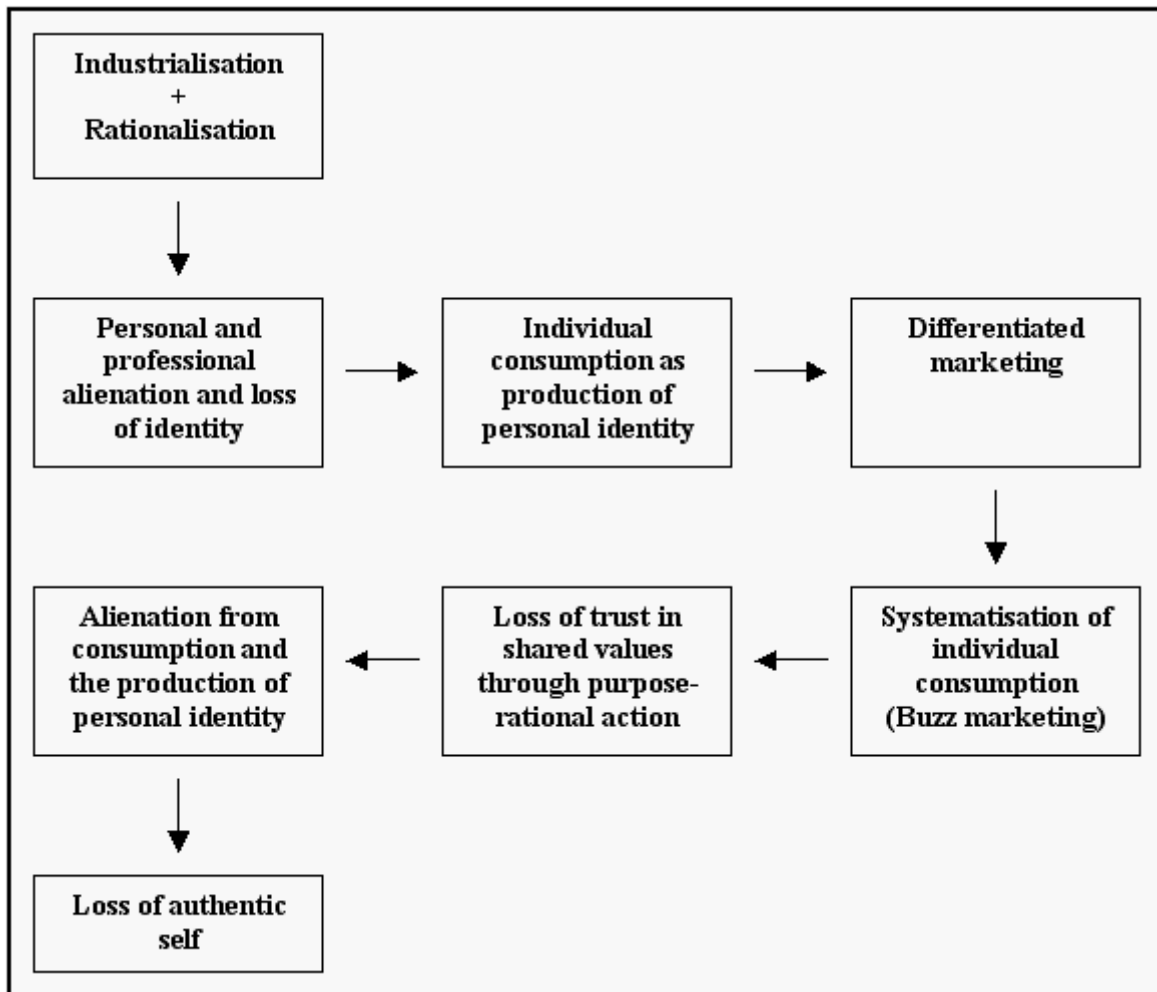 Industrialisation
+
Rationalisation
Personal and
professional
alienation and loss
of identity
Individual
consumption as
production of
personal identity
Differentiated
marketing
Systematisation of
individual
consumption
(Buzz marketing)
Loss of trust in
shared values
through purpose-
rational action
Alienation from
consumption and
the production of
personal identity
Loss of authentic
self